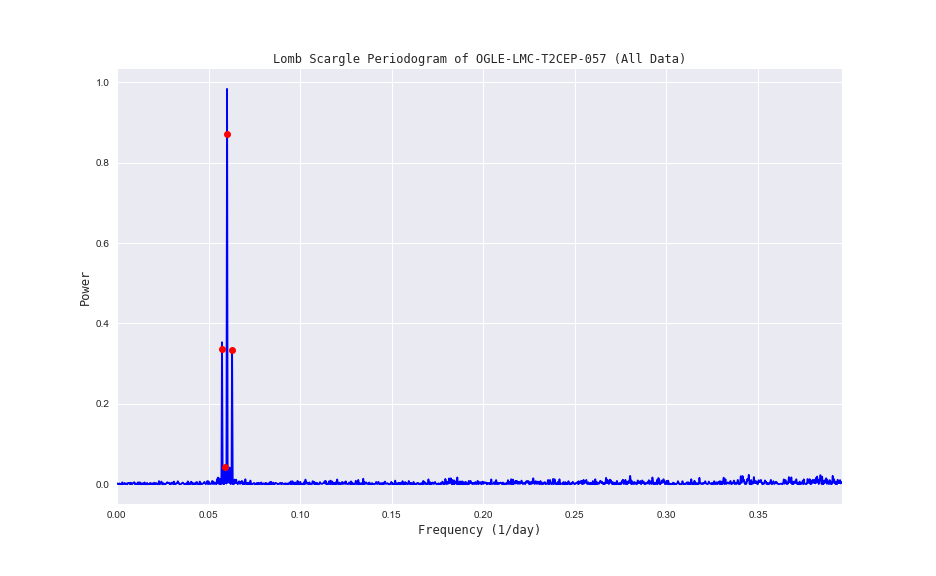 Lomb Scargle Periodogram of OGLE-LMC-T2CEP-057 (All Data)
1.0
0.8
0.6
0.4
0.2
0.0
Power
0.00 0.05 0.10 0.15 0.20 0.25 0.30 0.35
Frequency (1/day)